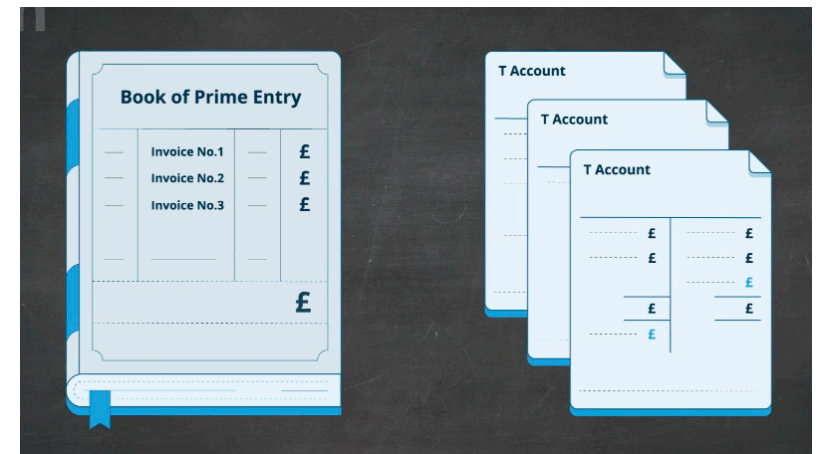 Book of Prime Entry
Invoice No.1 £
Invoice No.2 £
Invoice No.3 £
£
T Account
T Account
T Account
£ £
£ £
£
£ £
£